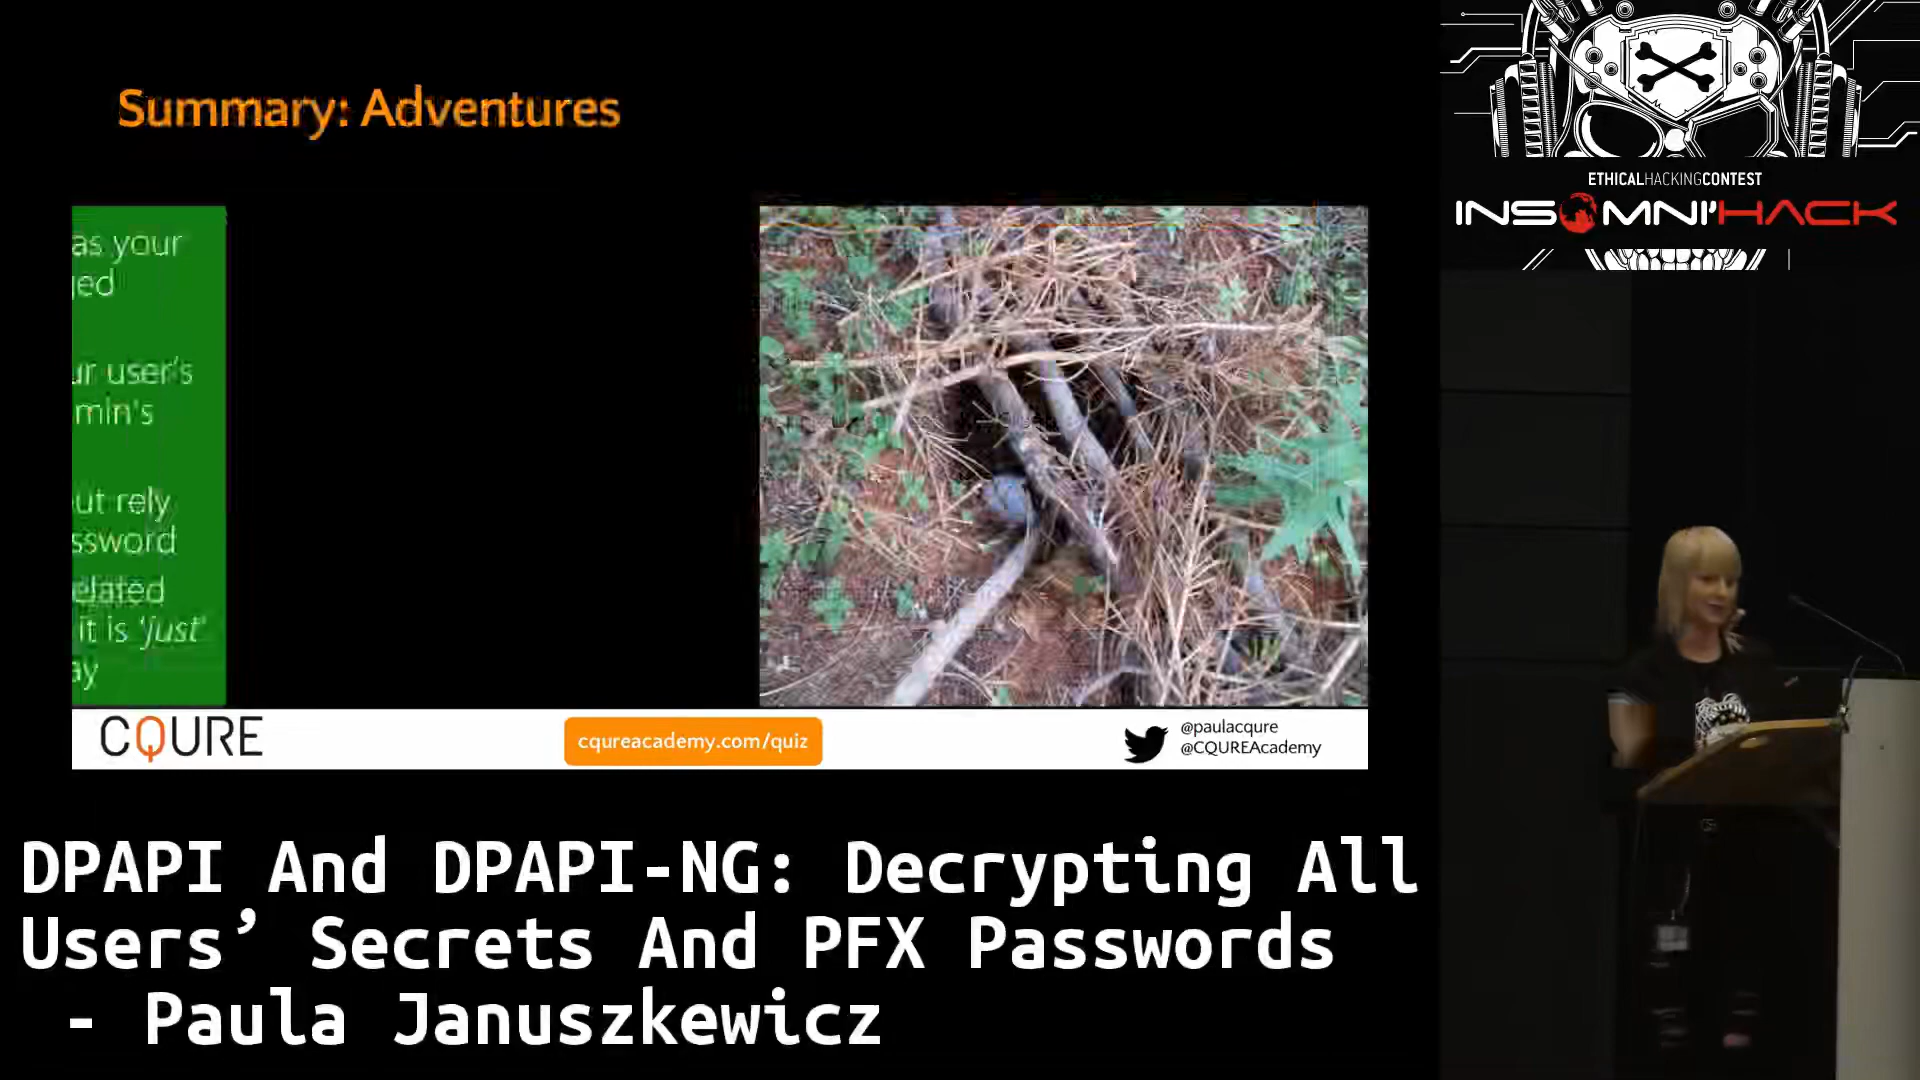 Summary: Adventures
as your
ed
ur user's
min's
ut rely
ssword
elated
it is 'just'
ay
CQURE
cqureacademy.com/quiz
@paulacqure
@CQUREAcademy
ETHICALHACKINGCONTEST
INSOMNI'HACK
DPAPI And DPAPI-NG: Decrypting All
Users’ Secrets And PFX Passwords
- Paula Januszkewicz